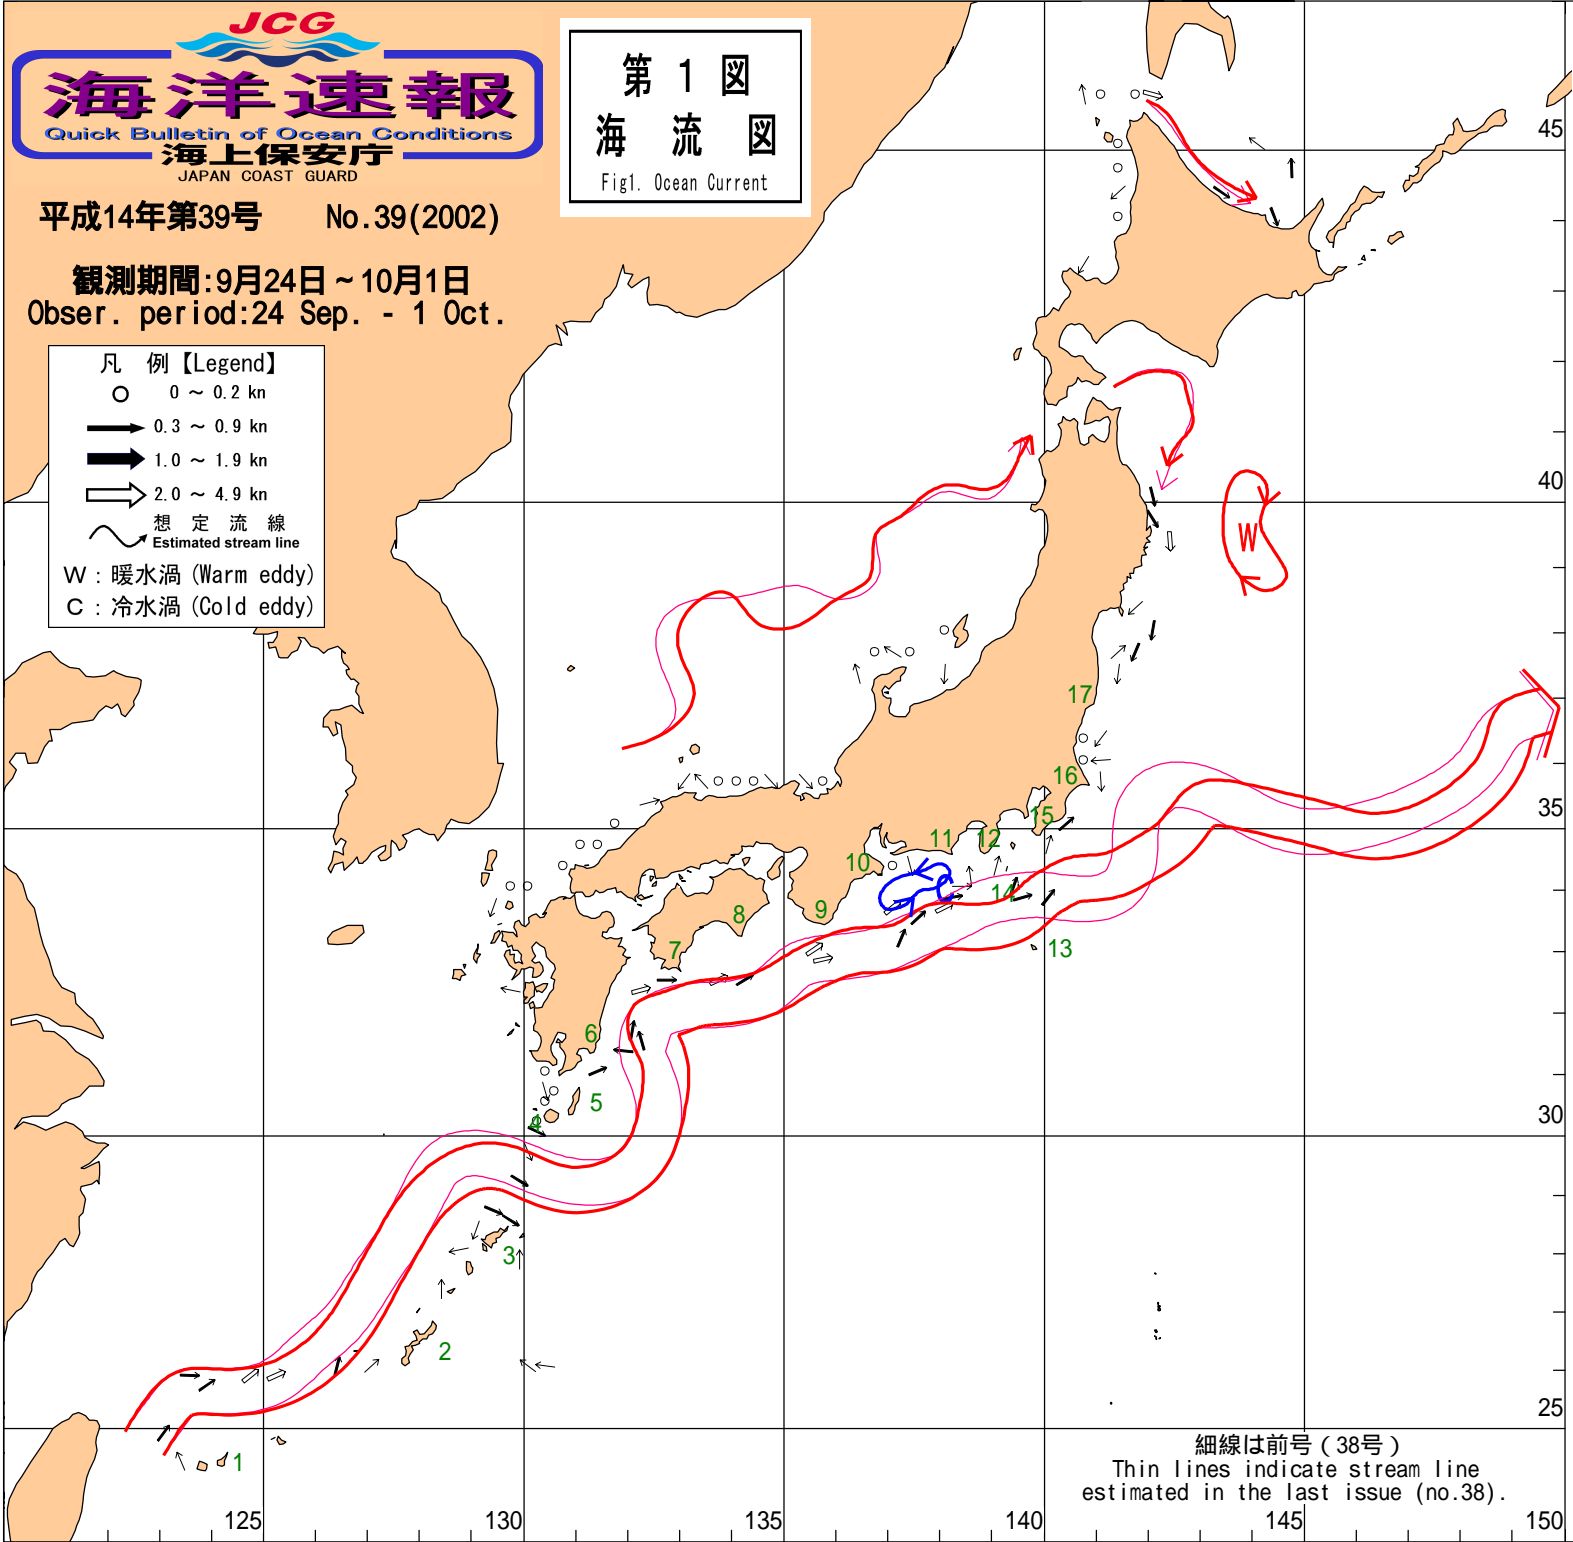 JCG
海洋速報
Quick Bulletin of Ocean Conditions
海上保安庁
JAPAN COAST GUARD
平成14年第39号 No.39(2002)
観測期間:9月24日～10月1日
Obser. period:24 Sep. - 1 Oct.
第 1 図
海 流 図
Fig1. Ocean Current
凡 例【Legend】
0 ～ 0.2 kn
0.3 ～ 0.9 kn
1.0 ～ 1.9 kn
2.0 ～ 4.9 kn
想 定 流 線
Estimated stream line
W : 暖水渦 (Warm eddy)
C : 冷水渦 (Cold eddy)
45
40
W
17
35
16
15
12
11
10
14
9
8
13
7
6
5
30
3
2
25
1
細線は前号（38号）
Thin lines indicate stream line
estimated in the last issue (no.38).
125
130
135
140
145
150